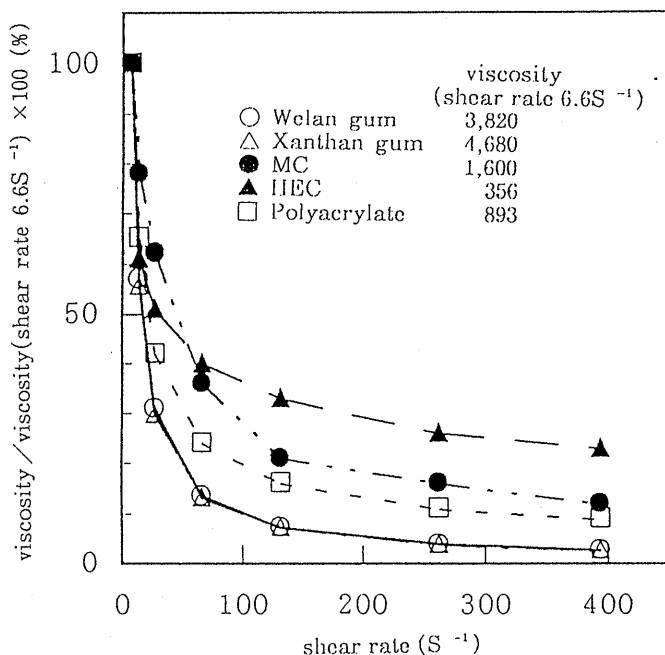 viscosity/viscosity(shear rate 6.6S ⁻¹) ×100 (%)
100
50
0
viscosity
(shear rate 6.6S ⁻¹)
Welan gum 3,820
Xanthan gum 4,680
MC 1,600
HEC 356
Polyacrylate 893
0 100 200 300 400
shear rate (S ⁻¹)